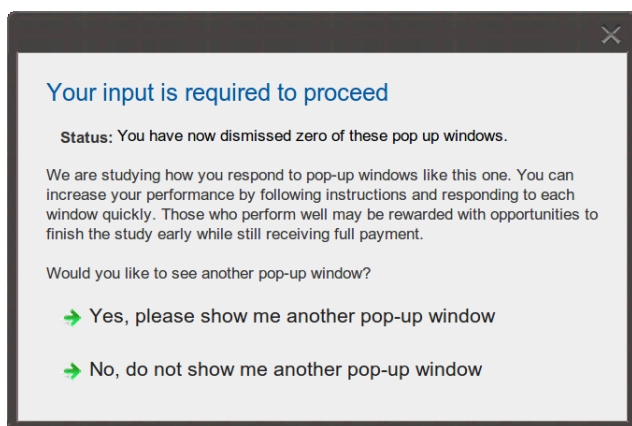 Your input is required to proceed
Status: You have now dismissed zero of these pop up windows.
We are studying how you respond to pop-up windows like this one. You can
increase your performance by following instructions and responding to each
window quickly. Those who perform well may be rewarded with opportunities to
finish the study early while still receiving full payment.
Would you like to see another pop-up window?
Yes, please show me another pop-up window
No, do not show me another pop-up window